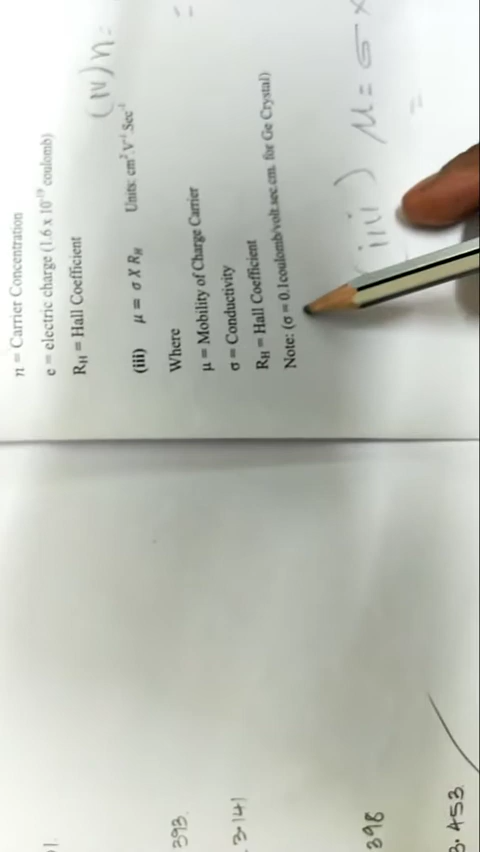 n = Carrier Concentration
e = electric charge (1.6 x 10⁻¹⁹ coulomb)
R_H = Hall Coefficient
(iii) μ = σ X R_H Units: cm².V⁻¹.Sec⁻¹
Where
μ = Mobility of Charge Carrier
σ = Conductivity
R_H = Hall Coefficient
Note: (σ = 0.1coulomb/volt.sec.cm. for Ge Crystal)
(iv) n =
=
(iii) μ = σ ×
=
393.
3.141
398
3.453